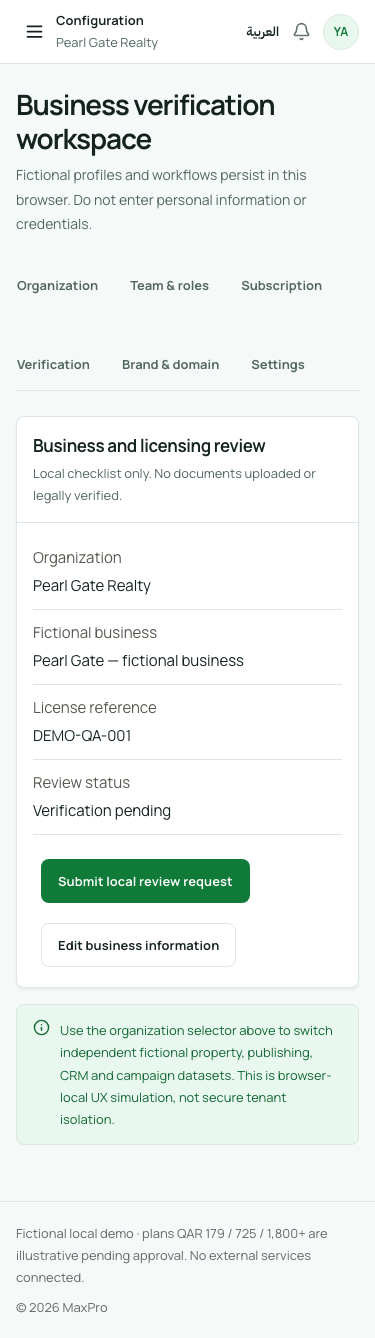 Configuration
Pearl Gate Realty
العربية
YA
Business verification
workspace
Fictional profiles and workflows persist in this
browser. Do not enter personal information or
credentials.
Organization
Team & roles
Subscription
Verification
Brand & domain
Settings
Business and licensing review
Local checklist only. No documents uploaded or
legally verified.
Organization
Pearl Gate Realty
Fictional business
Pearl Gate — fictional business
License reference
DEMO-QA-001
Review status
Verification pending
Submit local review request
Edit business information
Use the organization selector above to switch
independent fictional property, publishing,
CRM and campaign datasets. This is browser-
local UX simulation, not secure tenant
isolation.
Fictional local demo · plans QAR 179 / 725 / 1,800+ are
illustrative pending approval. No external services
connected.
© 2026 MaxPro